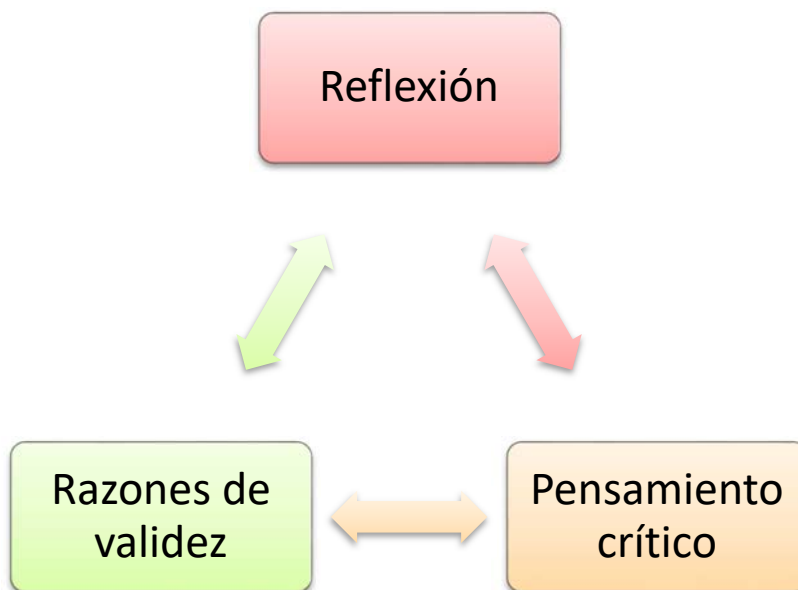 Reflexión
Razones de
validez
Pensamiento
crítico